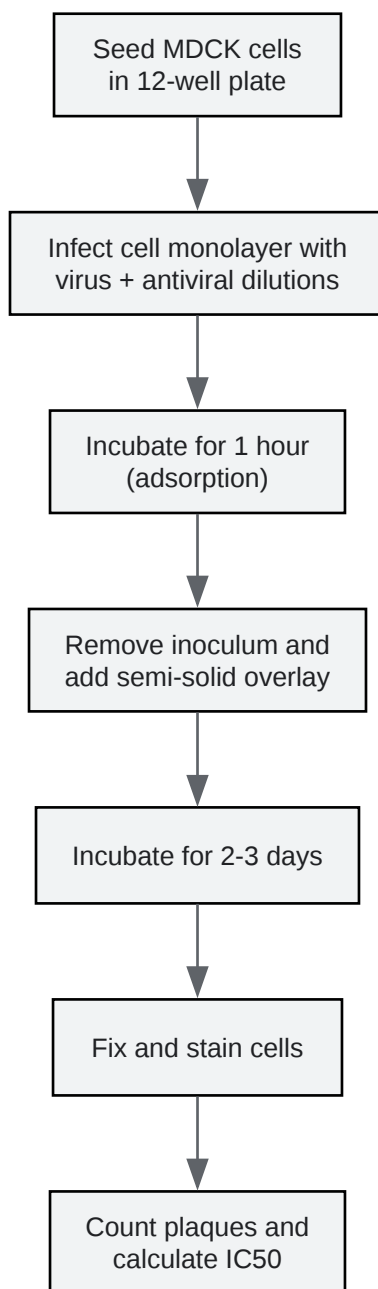 Seed MDCK cells
in 12-well plate
Infect cell monolayer with
virus + antiviral dilutions
Incubate for 1 hour
(adsorption)
Remove inoculum and
add semi-solid overlay
Incubate for 2-3 days
Fix and stain cells
Count plaques and
calculate IC50